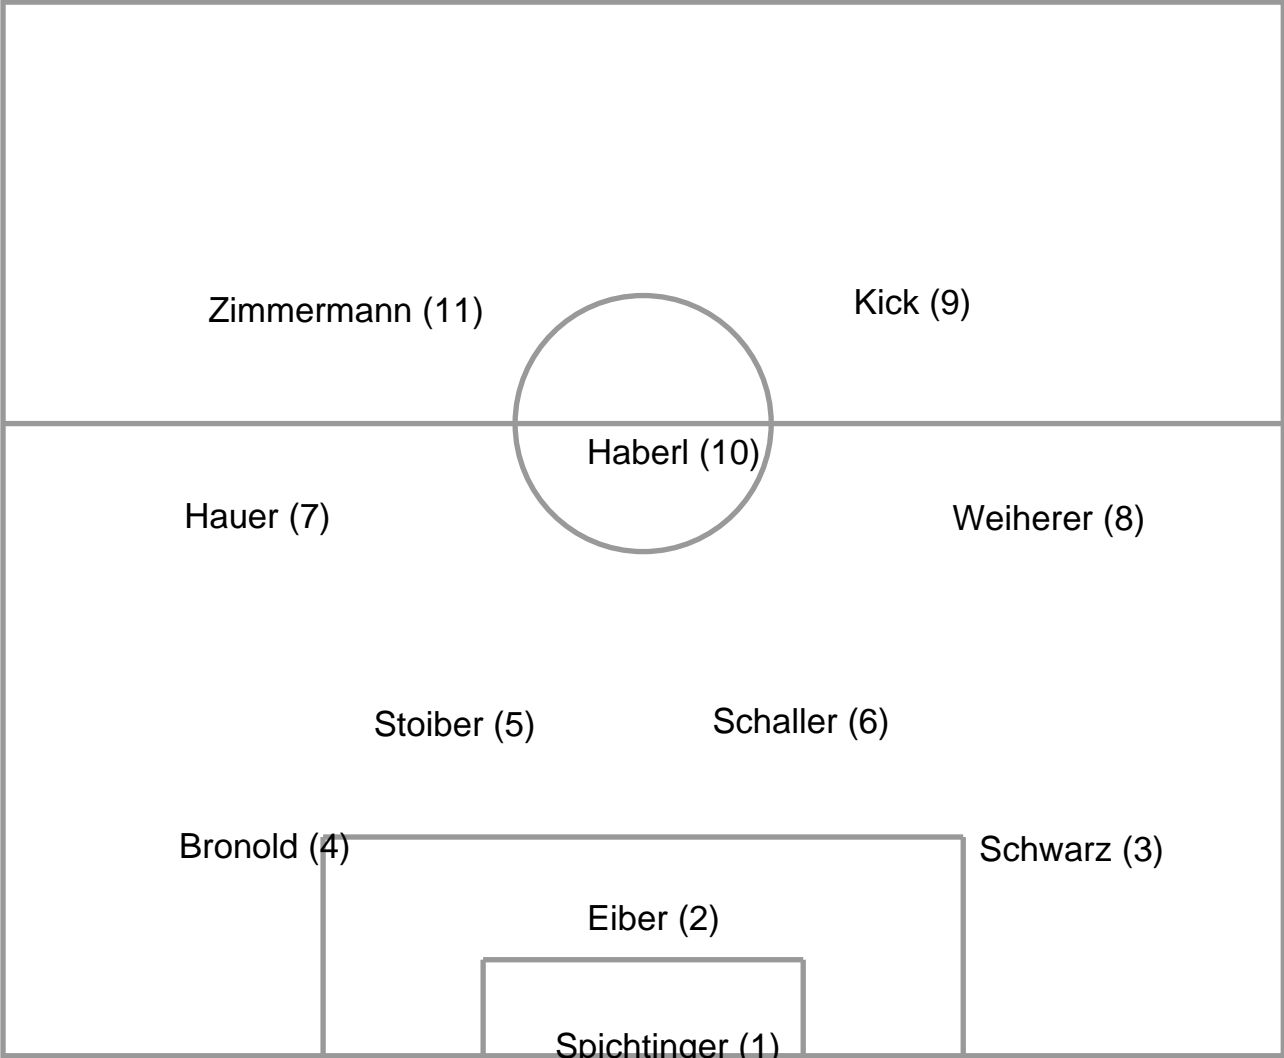 Zimmermann (11)
Kick (9)
Haberl (10)
Hauer (7)
Weiherer (8)
Stoiber (5)
Schaller (6)
Bronold (4)
Schwarz (3)
Eiber (2)
Spichtinger (1)